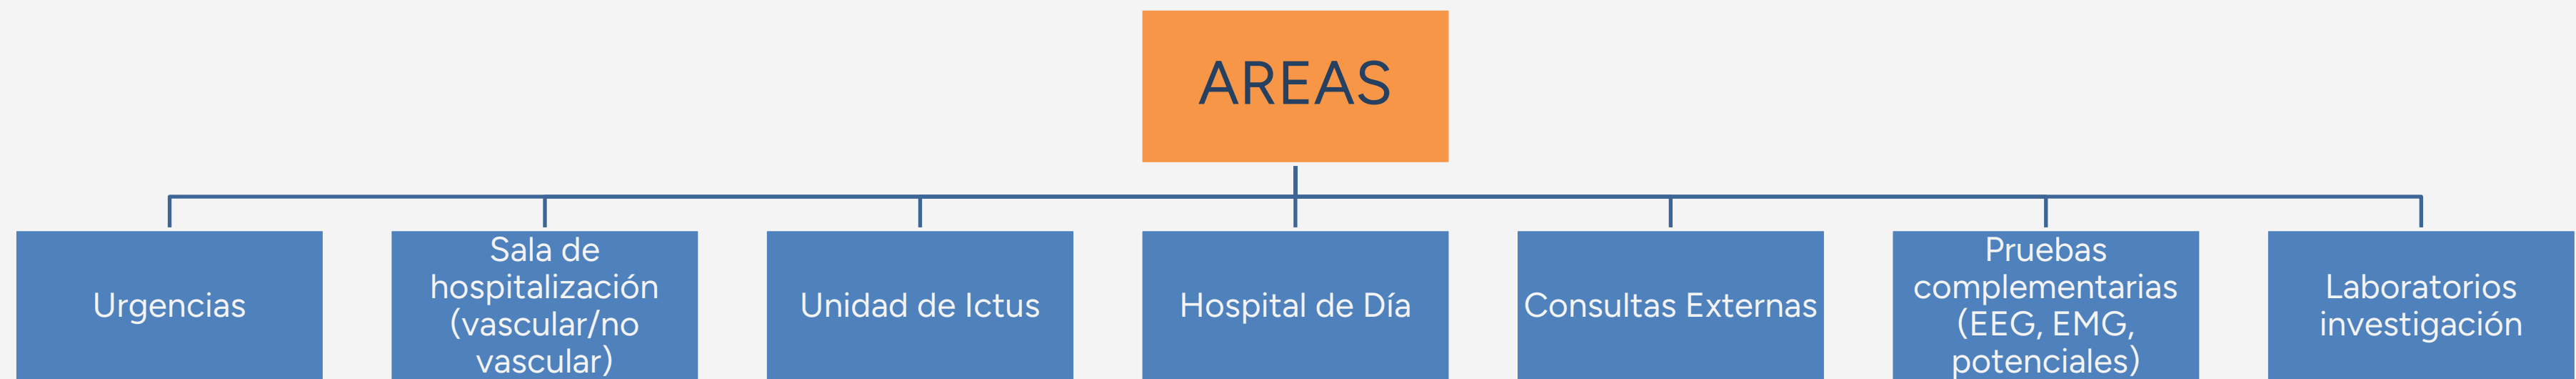 AREAS
Urgencias
Sala de
hospitalización
(vascular/no
vascular)
Unidad de Ictus
Hospital de Día
Consultas Externas
Pruebas
complementarias
(EEG, EMG,
potenciales)
Laboratorios
investigación